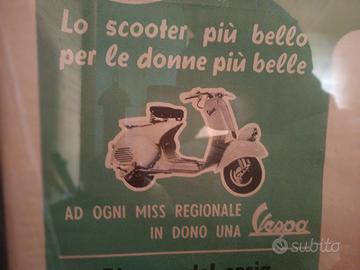 Lo scooter più bello
per le donne più belle
AD OGNI MISS REGIONALE
IN DONO UNA Vespa
subito